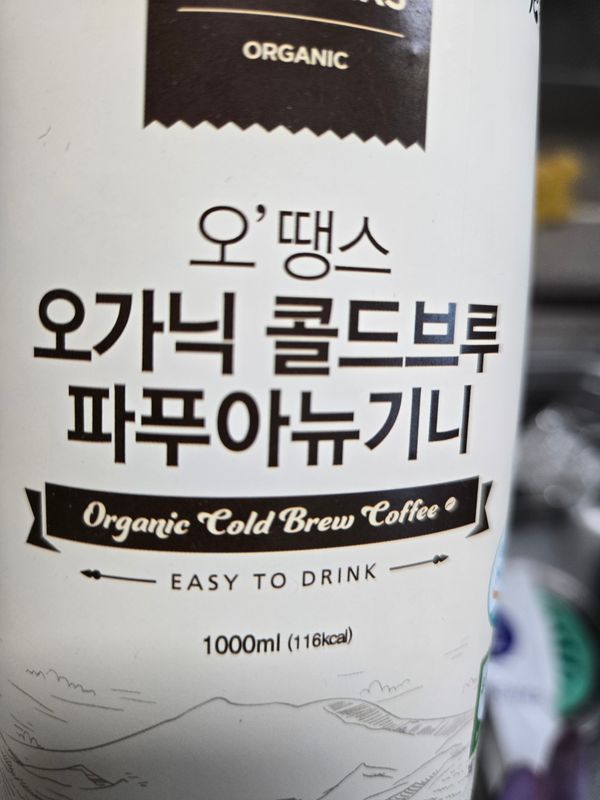 ORGANIC
오'땡스
오가닉 콜드브루
파푸아뉴기니
Organic Cold Brew Coffee
EASY TO DRINK
1000ml (116kcal)